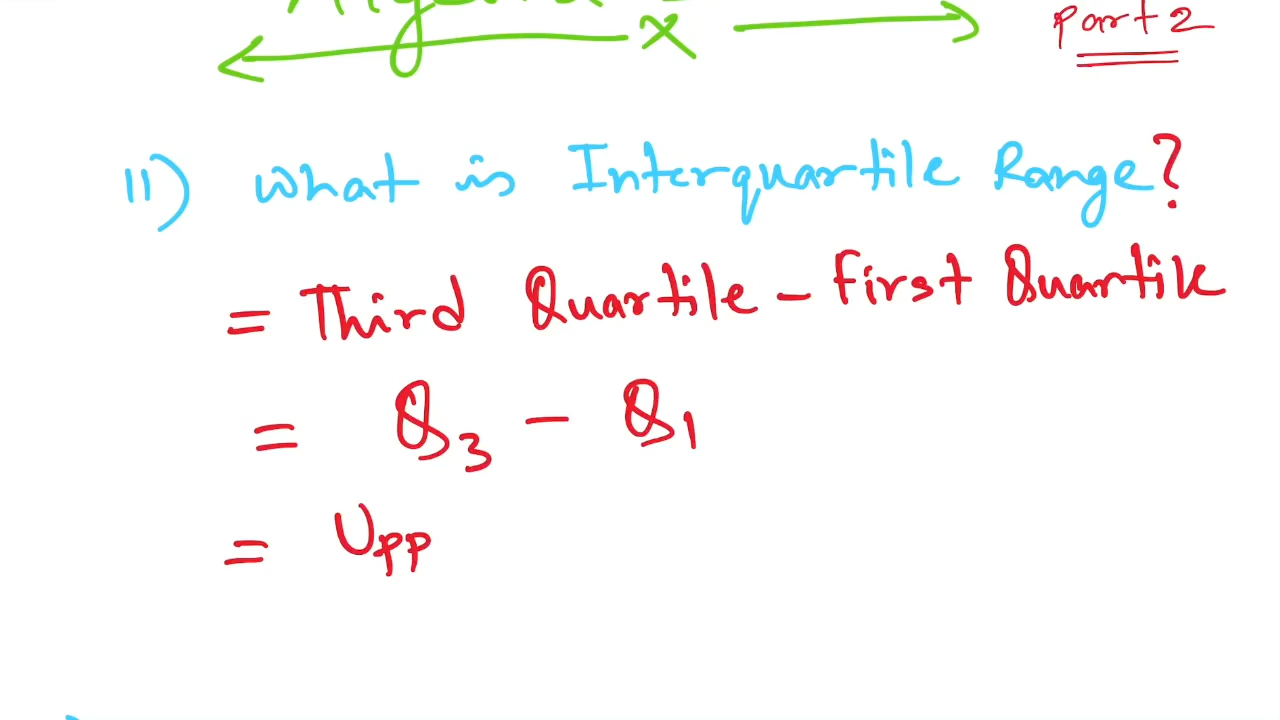 Part 2
x
11) What is Interquartile Range?
= Third Quartile - First Quartile
= Q3 - Q1
= Upp